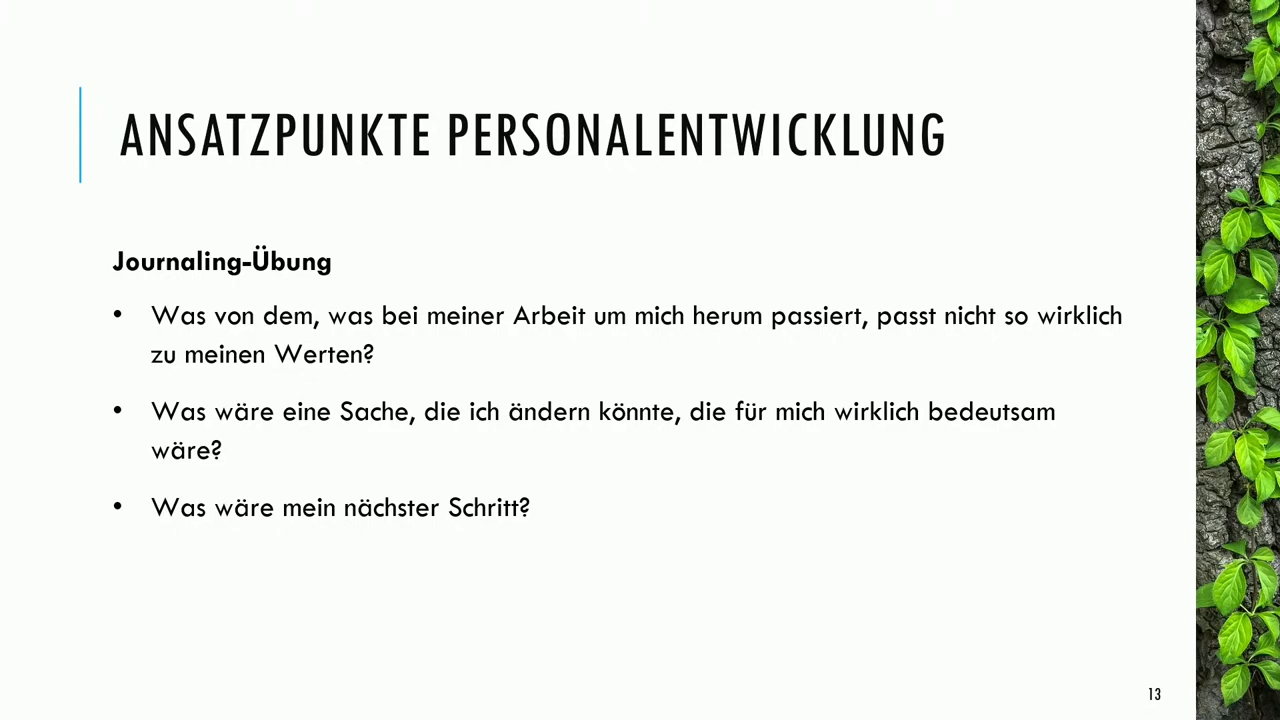 ANSATZPUNKTE PERSONALENTWICKLUNG
Journaling-Übung
• Was von dem, was bei meiner Arbeit um mich herum passiert, passt nicht so wirklich
zu meinen Werten?
• Was wäre eine Sache, die ich ändern könnte, die für mich wirklich bedeutsam
wäre?
• Was wäre mein nächster Schritt?
13